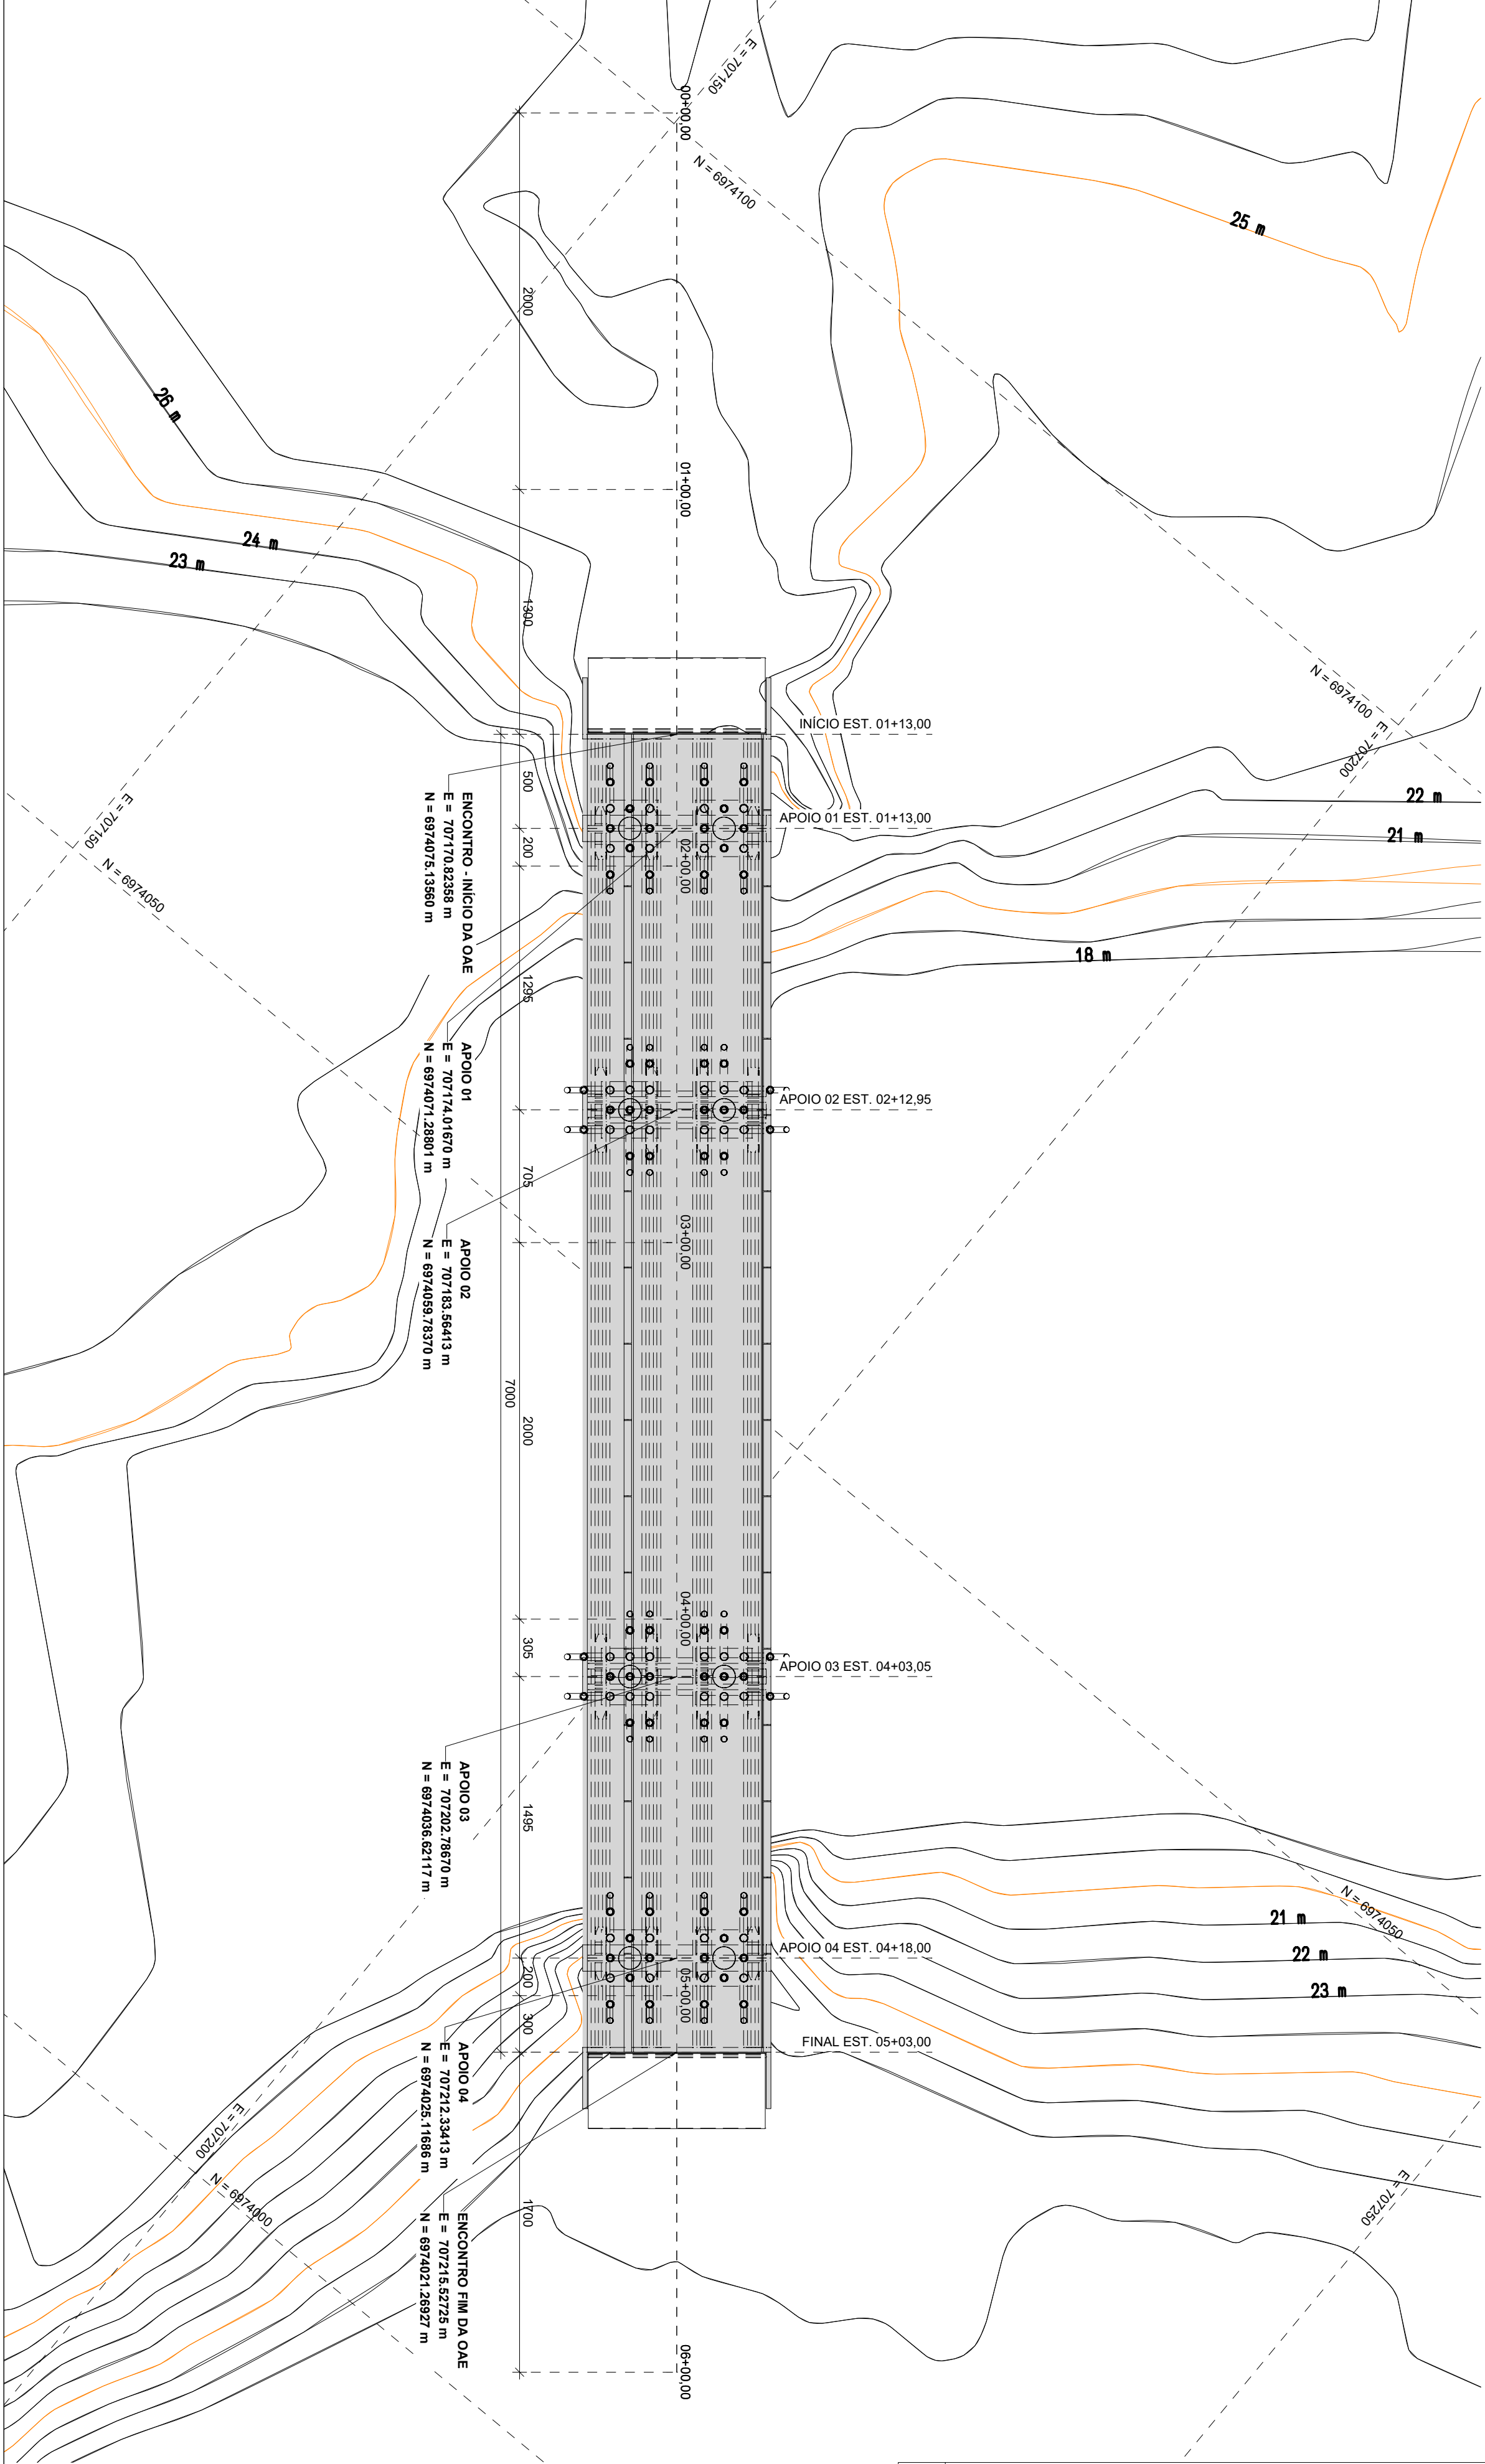 E = 707150
00+00,00
N = 6974100
25 m
2000
26 m
01+00,00
24 m
23 m
1300
N = 6974100
E = 707200
INÍCIO EST. 01+13,00
500
22 m
E = 707150
ENCONTRO - INÍCIO DA OAE
E = 707170.82358 m
N = 6974075.13560 m
APOIO 01 EST. 01+13,00
21 m
200
02+00,00
N = 6974050
18 m
1295
APOIO 01
E = 707174.01670 m
N = 6974071.28801 m
APOIO 02 EST. 02+12,95
705
03+00,00
APOIO 02
E = 707183.56413 m
N = 6974059.78370 m
7000
2000
04+00,00
305
APOIO 03 EST. 04+03,05
APOIO 03
E = 707202.78670 m
N = 6974036.62117 m
1495
N = 6974050
21 m
APOIO 04 EST. 04+18,00
22 m
200
05+00,00
23 m
300
FINAL EST. 05+03,00
APOIO 04
E = 707212.33413 m
N = 6974025.11686 m
E = 707200
N = 6974000
E = 707250
1700
ENCONTRO FIM DA OAE
E = 707215.52725 m
N = 6974021.26927 m
06+00,00